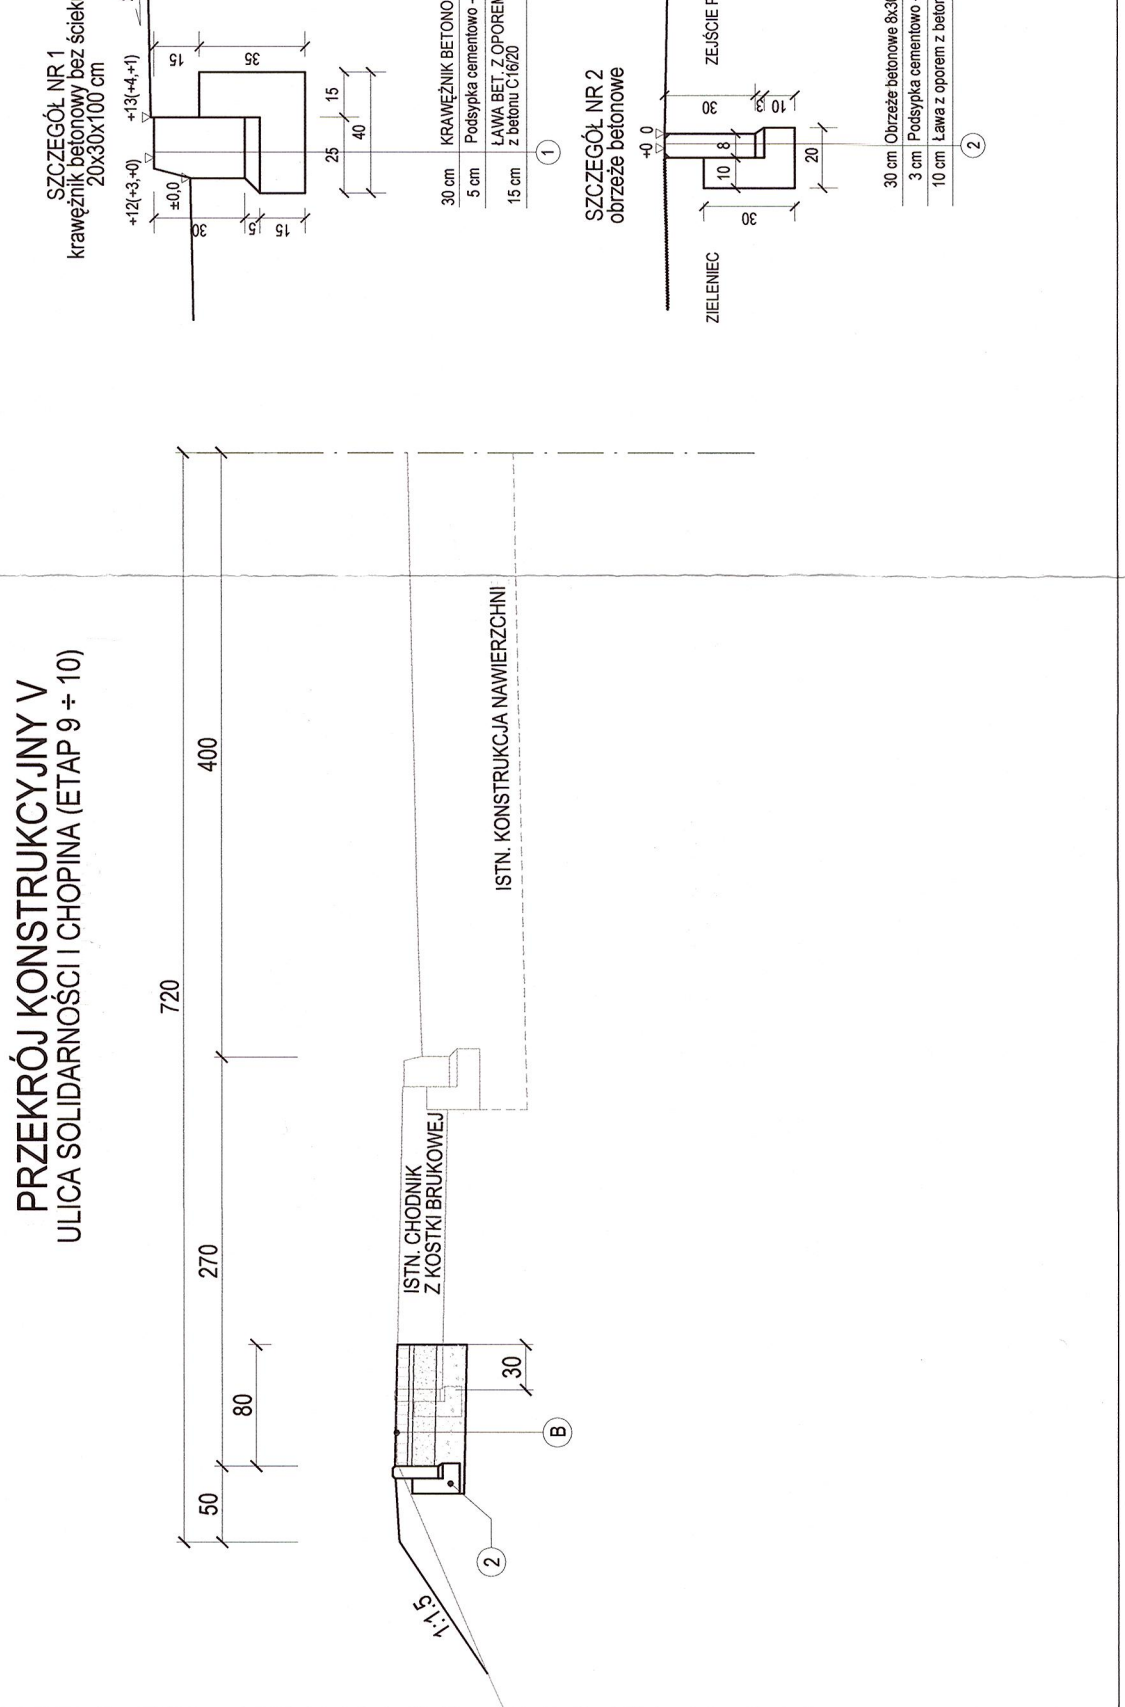 PRZEKRÓJ KONSTRUKCYJNY V
ULICA SOLIDARNOŚCI I CHOPINA (ETAP 9 ÷ 10)
720
50
270
400
80
30
1:1,5
2
B
ISTN. CHODNIK
Z KOSTKI BRUKOWEJ
ISTN. KONSTRUKCJA NAWIERZCHNI
SZCZEGÓŁ NR 1
krawężnik betonowy bez ściek
20x30x100 cm
+12(+3,+0)
+13(+4,+1)
±0,0
30
5
15
15
35
25
15
40
30 cm KRAWĘŻNIK BETONO
5 cm Podsypka cementowo -
15 cm ŁAWA BET. Z OPOREM
z betonu C16/20
1
SZCZEGÓŁ NR 2
obrzeże betonowe
+0
0
ZIELENIEC
ZEJŚCIE
30
10
8
20
30
3
10
30 cm Obrzeże betonowe 8x30
3 cm Podsypka cementowo -
10 cm Ława z oporem z beton
2